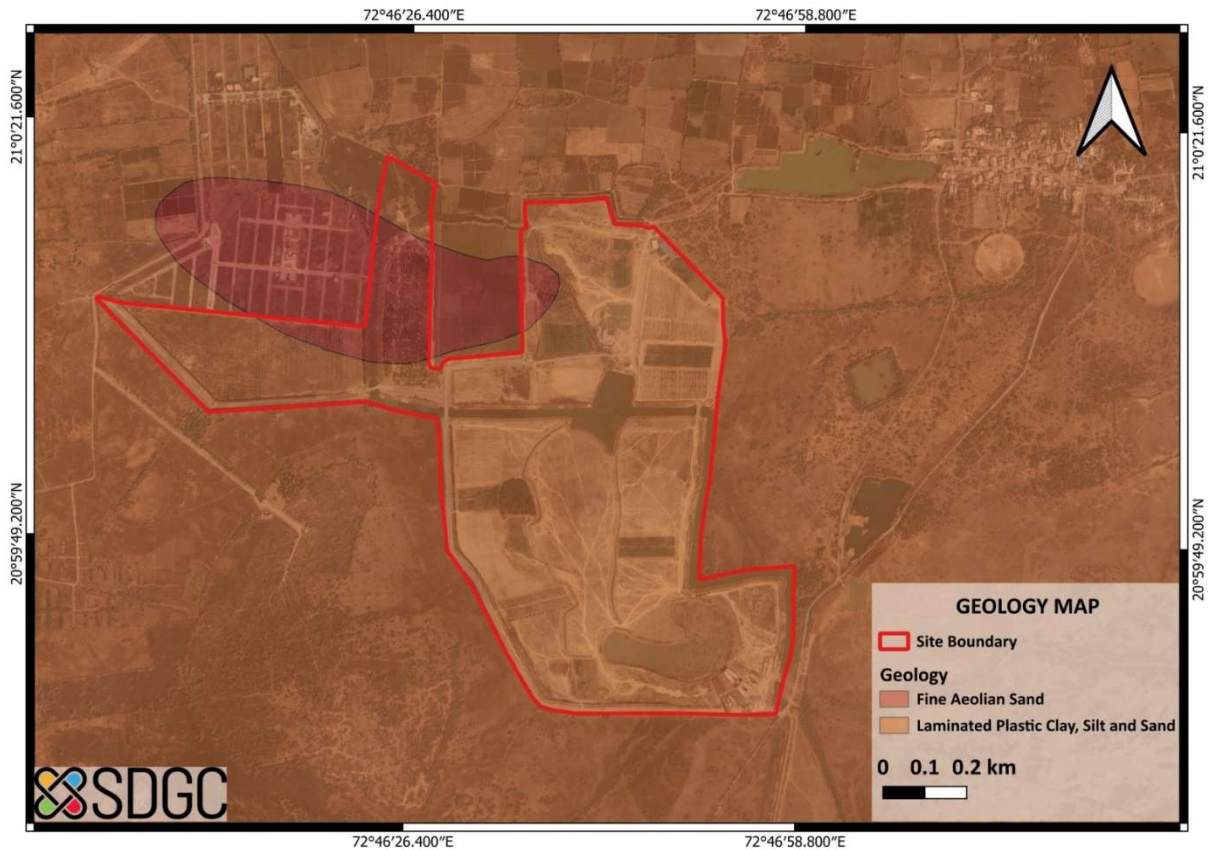 72°46′26.400″E 72°46′58.800″E
21°0′21.600″N 21°0′21.600″N
20°59′49.200″N 20°59′49.200″N
GEOLOGY MAP
Site Boundary
Geology
Fine Aeolian Sand
Laminated Plastic Clay, Silt and Sand
0 0.1 0.2 km
SDGC
72°46′26.400″E 72°46′58.800″E